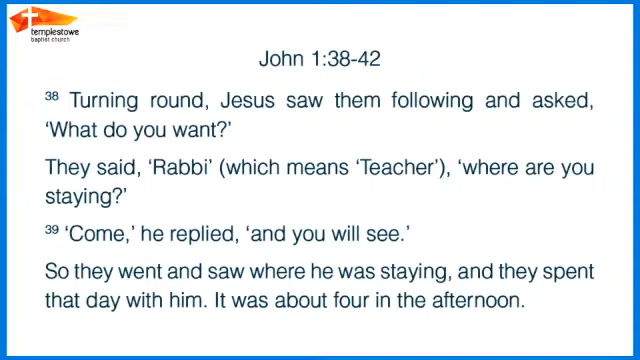 templestowe
baptist church
John 1:38-42
³⁸ Turning round, Jesus saw them following and asked,
‘What do you want?’
They said, ‘Rabbi’ (which means ‘Teacher’), ‘where are you
staying?’
³⁹ ‘Come,’ he replied, ‘and you will see.’
So they went and saw where he was staying, and they spent
that day with him. It was about four in the afternoon.